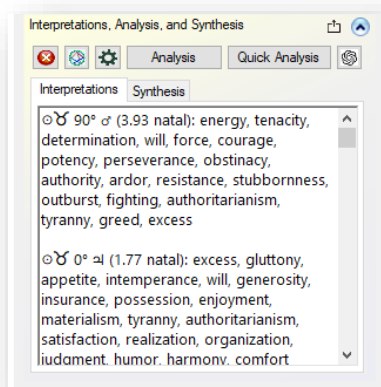 Interpretations, Analysis, and Synthesis
Analysis Quick Analysis
Interpretations Synthesis
☉♉ 90° ♂ (3.93 natal): energy, tenacity,
determination, will, force, courage,
potency, perseverance, obstinacy,
authority, ardor, resistance, stubbornness,
outburst, fighting, authoritarianism,
tyranny, greed, excess
☉♉ 0° ♃ (1.77 natal): excess, gluttony,
appetite, intemperance, will, generosity,
insurance, possession, enjoyment,
materialism, tyranny, authoritarianism,
satisfaction, realization, organization,
judgment, humor, harmony, comfort